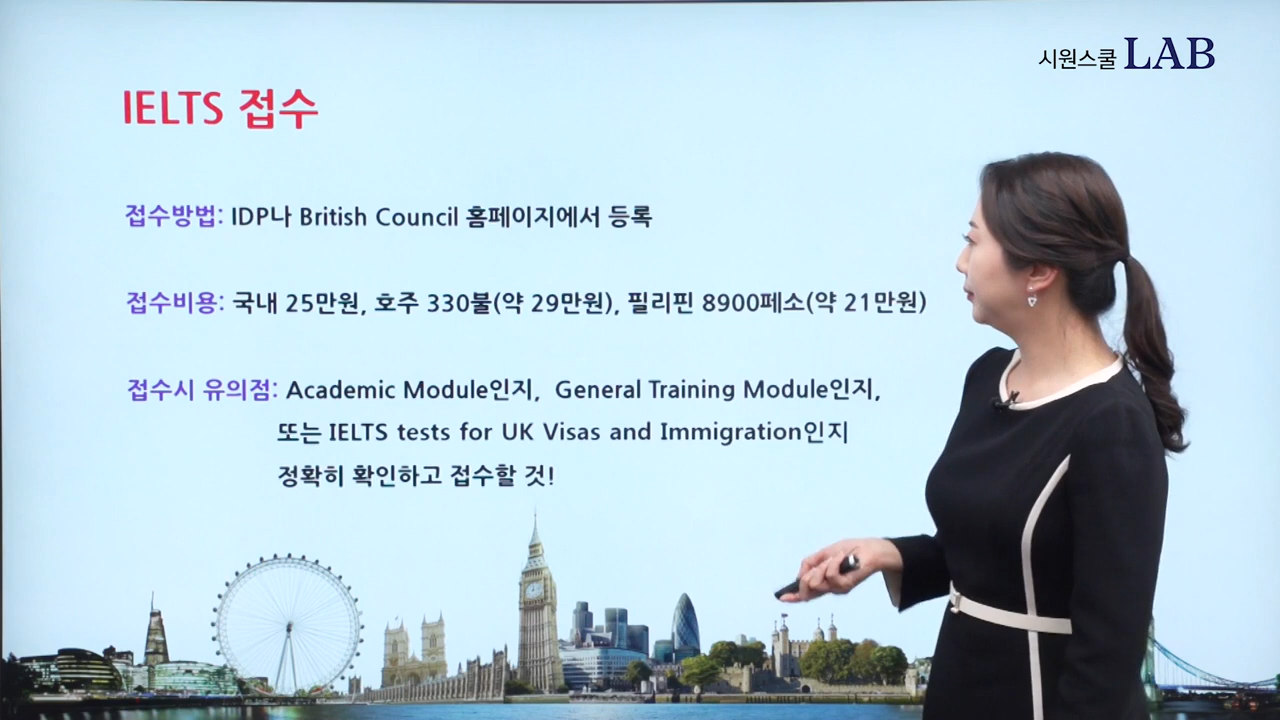 시원스쿨 LAB
IELTS 접수
접수방법: IDP나 British Council 홈페이지에서 등록
접수비용: 국내 25만원, 호주 330불(약 29만원), 필리핀 8900페소(약 21만원)
접수시 유의점: Academic Module인지, General Training Module인지,
또는 IELTS tests for UK Visas and Immigration인지
정확히 확인하고 접수할 것!